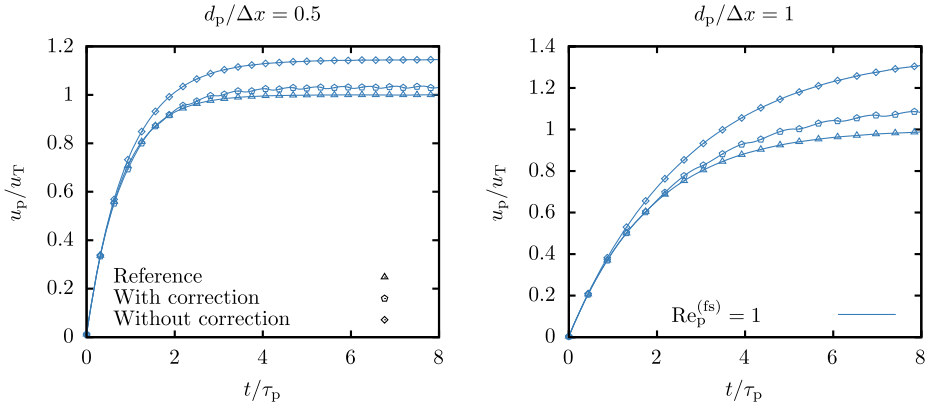 d_p/Δx = 0.5
u_p/u_T
1.2
1
0.8
0.6
0.4
0.2
0
Reference
With correction
Without correction
0 2 4 6 8
t/τ_p
d_p/Δx = 1
u_p/u_T
1.4
1.2
1
0.8
0.6
0.4
0.2
0
Re_p^(fs) = 1
0 2 4 6 8
t/τ_p